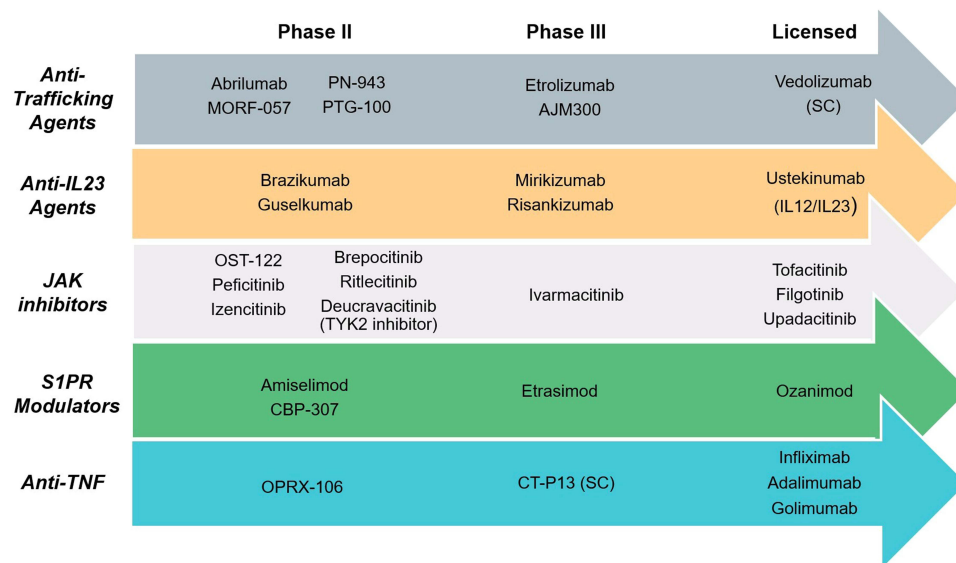 Phase II Phase III Licensed
Anti-
Trafficking
Agents
Abrilumab PN-943
MORF-057 PTG-100
Etrolizumab
AJM300
Vedolizumab
(SC)
Anti-IL23
Agents
Brazikumab
Guselkumab
Mirikizumab
Risankizumab
Ustekinumab
(IL12/IL23)
JAK
inhibitors
OST-122
Peficitinib
Izencitinib
Brepocitinib
Ritlecitinib
Deucravacitinib
(TYK2 inhibitor)
Ivarmacitinib
Tofacitinib
Filgotinib
Upadacitinib
S1PR
Modulators
Amiselimod
CBP-307
Etrasimod
Ozanimod
Anti-TNF
OPRX-106
CT-P13 (SC)
Infliximab
Adalimumab
Golimumab